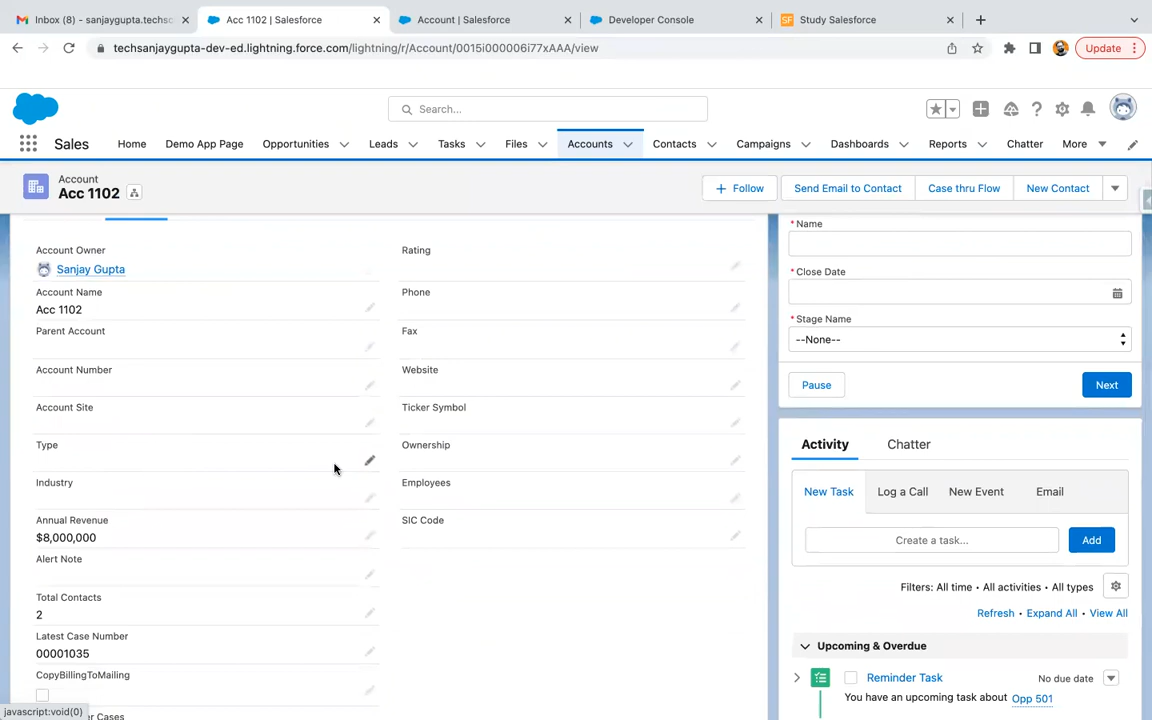 Inbox (8) - sanjaygupta.techsc
Acc 1102 | Salesforce
Account | Salesforce
Developer Console
SF
Study Salesforce
techsanjaygupta-dev-ed.lightning.force.com/lightning/r/Account/0015i000006i77xAAA/view
Update
Search...
Sales
Home
Demo App Page
Opportunities
Leads
Tasks
Files
Accounts
Contacts
Campaigns
Dashboards
Reports
Chatter
More
Account
Acc 1102
Follow
Send Email to Contact
Case thru Flow
New Contact
Account Owner
Sanjay Gupta
Account Name
Acc 1102
Parent Account
Account Number
Account Site
Type
Industry
Annual Revenue
$8,000,000
Alert Note
Total Contacts
2
Latest Case Number
00001035
CopyBillingToMailing
javascript:void(0)
Rating
Phone
Fax
Website
Ticker Symbol
Ownership
Employees
SIC Code
* Name
* Close Date
* Stage Name
--None--
Pause
Next
Activity
Chatter
New Task
Log a Call
New Event
Email
Create a task...
Add
Filters: All time • All activities • All types
Refresh • Expand All • View All
Upcoming & Overdue
Reminder Task
No due date
You have an upcoming task about Opp 501